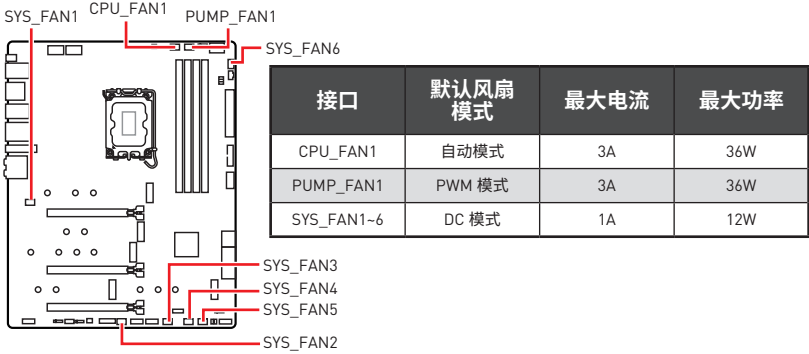 SYS_FAN1
CPU_FAN1
PUMP_FAN1
SYS_FAN6
接口 默认风扇模式 最大电流 最大功率
CPU_FAN1 自动模式 3A 36W
PUMP_FAN1 PWM 模式 3A 36W
SYS_FAN1~6 DC 模式 1A 12W
SYS_FAN3
SYS_FAN4
SYS_FAN5
SYS_FAN2